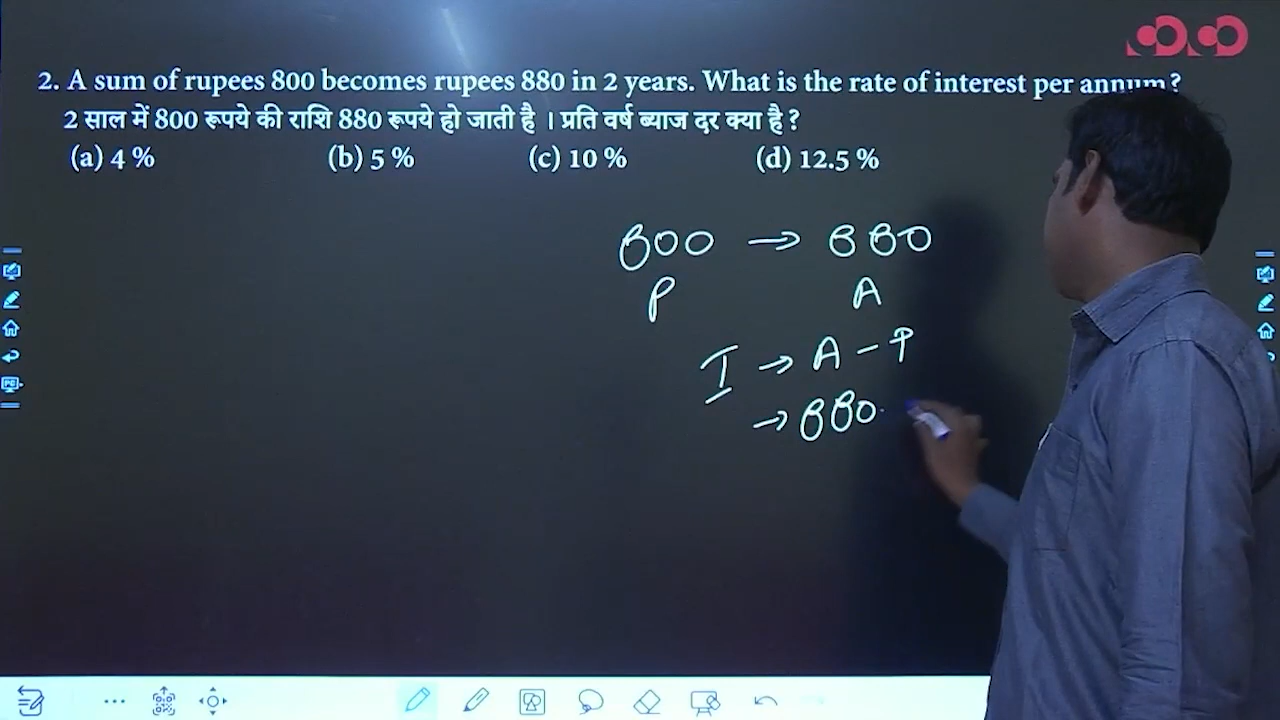 2. A sum of rupees 800 becomes rupees 880 in 2 years. What is the rate of interest per annum?
2 साल में 800 रूपये की राशि 880 रूपये हो जाती है । प्रति वर्ष ब्याज दर क्या है ?
(a) 4 % (b) 5 % (c) 10 % (d) 12.5 %
800 → 880
P A
I → A - P
→ 880